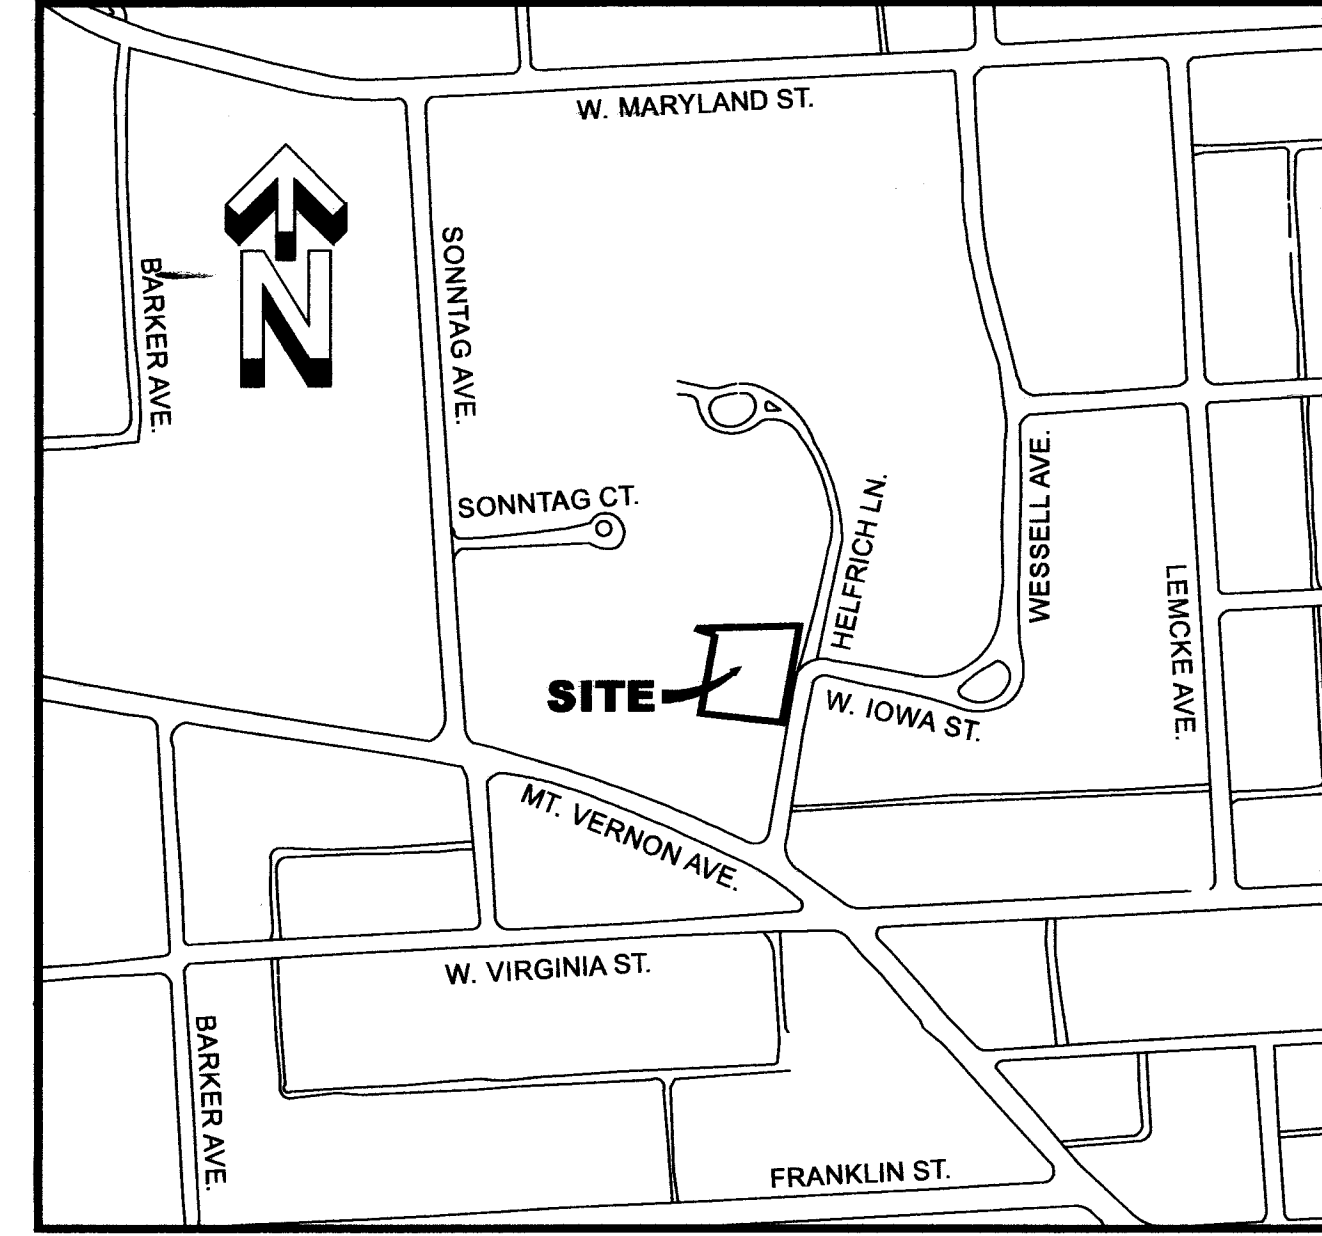 W. MARYLAND ST.
N
BARKER AVE.
SONNTAG AVE.
SONNTAG CT.
HELFRICH LN.
WESSELL AVE.
LEMCKE AVE.
SITE
W. IOWA ST.
MT. VERNON AVE.
W. VIRGINIA ST.
BARKER AVE.
FRANKLIN ST.